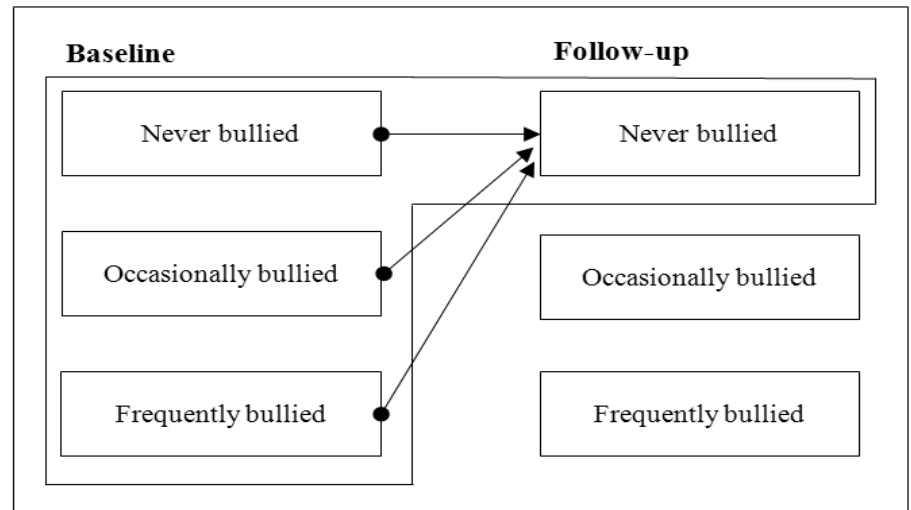 Baseline
Follow-up
Never bullied
Never bullied
Occasionally bullied
Occasionally bullied
Frequently bullied
Frequently bullied